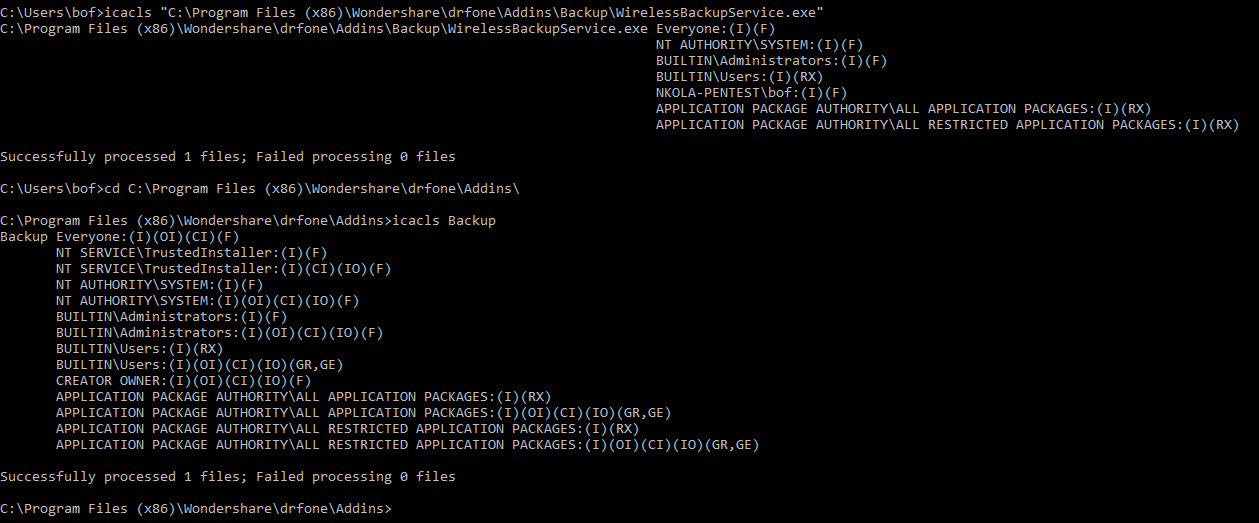 C:\Users\bof>icacls "C:\Program Files (x86)\Wondershare\drfone\Addins\Backup\WirelessBackupService.exe"
C:\Program Files (x86)\Wondershare\drfone\Addins\Backup\WirelessBackupService.exe Everyone:(I)(F)
NT AUTHORITY\SYSTEM:(I)(F)
BUILTIN\Administrators:(I)(F)
BUILTIN\Users:(I)(RX)
NKOLA-PENTEST\bof:(I)(F)
APPLICATION PACKAGE AUTHORITY\ALL APPLICATION PACKAGES:(I)(RX)
APPLICATION PACKAGE AUTHORITY\ALL RESTRICTED APPLICATION PACKAGES:(I)(RX)
Successfully processed 1 files; Failed processing 0 files
C:\Users\bof>cd C:\Program Files (x86)\Wondershare\drfone\Addins\
C:\Program Files (x86)\Wondershare\drfone\Addins>icacls Backup
Backup Everyone:(I)(OI)(CI)(F)
NT SERVICE\TrustedInstaller:(I)(F)
NT SERVICE\TrustedInstaller:(I)(CI)(IO)(F)
NT AUTHORITY\SYSTEM:(I)(F)
NT AUTHORITY\SYSTEM:(I)(OI)(CI)(IO)(F)
BUILTIN\Administrators:(I)(F)
BUILTIN\Administrators:(I)(OI)(CI)(IO)(F)
BUILTIN\Users:(I)(RX)
BUILTIN\Users:(I)(OI)(CI)(IO)(GR,GE)
CREATOR OWNER:(I)(OI)(CI)(IO)(F)
APPLICATION PACKAGE AUTHORITY\ALL APPLICATION PACKAGES:(I)(RX)
APPLICATION PACKAGE AUTHORITY\ALL APPLICATION PACKAGES:(I)(OI)(CI)(IO)(GR,GE)
APPLICATION PACKAGE AUTHORITY\ALL RESTRICTED APPLICATION PACKAGES:(I)(RX)
APPLICATION PACKAGE AUTHORITY\ALL RESTRICTED APPLICATION PACKAGES:(I)(OI)(CI)(IO)(GR,GE)
Successfully processed 1 files; Failed processing 0 files
C:\Program Files (x86)\Wondershare\drfone\Addins>